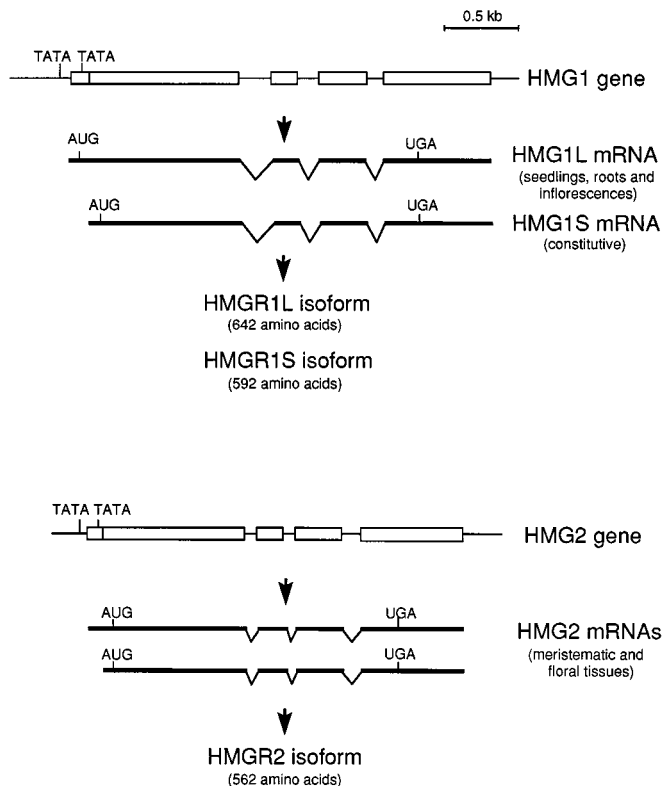 0.5 kb
TATA TATA
HMG1 gene
AUG UGA
HMG1L mRNA
(seedlings, roots and
inflorescences)
AUG UGA
HMG1S mRNA
(constitutive)
HMGR1L isoform
(642 amino acids)
HMGR1S isoform
(592 amino acids)
TATA TATA
HMG2 gene
AUG UGA
HMG2 mRNAs
(meristematic and
floral tissues)
AUG UGA
HMGR2 isoform
(562 amino acids)